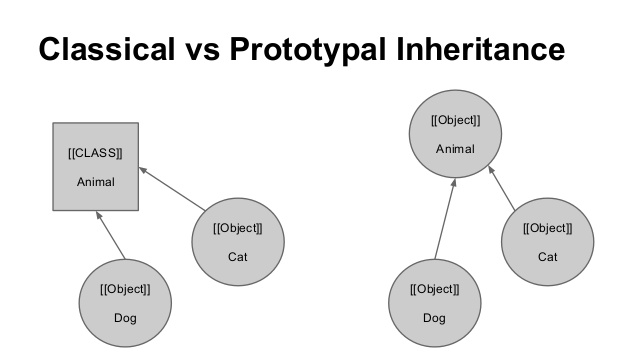 Classical vs Prototypal Inheritance
[[CLASS]]
Animal
[[Object]]
Cat
[[Object]]
Dog
[[Object]]
Animal
[[Object]]
Cat
[[Object]]
Dog